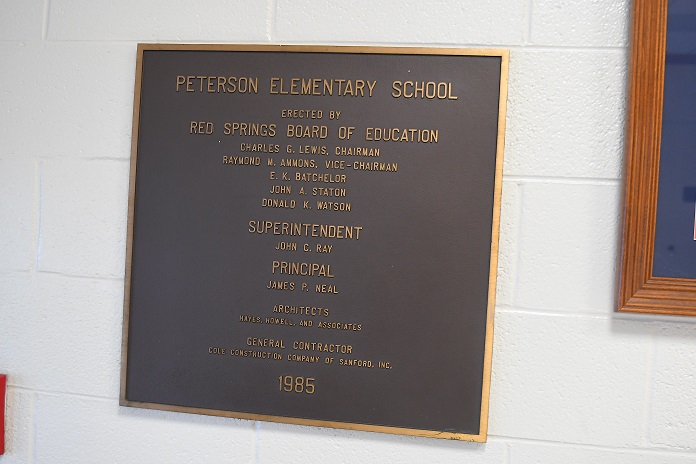 PETERSON ELEMENTARY SCHOOL
ERECTED BY
RED SPRINGS BOARD OF EDUCATION
CHARLES G. LEWIS, CHAIRMAN
RAYMOND M. AMMONS, VICE-CHAIRMAN
E. K. BATCHELOR
JOHN A. STATON
DONALD K. WATSON
SUPERINTENDENT
JOHN C. RAY
PRINCIPAL
JAMES P. NEAL
ARCHITECTS
HAYES, HOWELL, AND ASSOCIATES
GENERAL CONTRACTOR
COLE CONSTRUCTION COMPANY OF SANFORD, INC.
1985